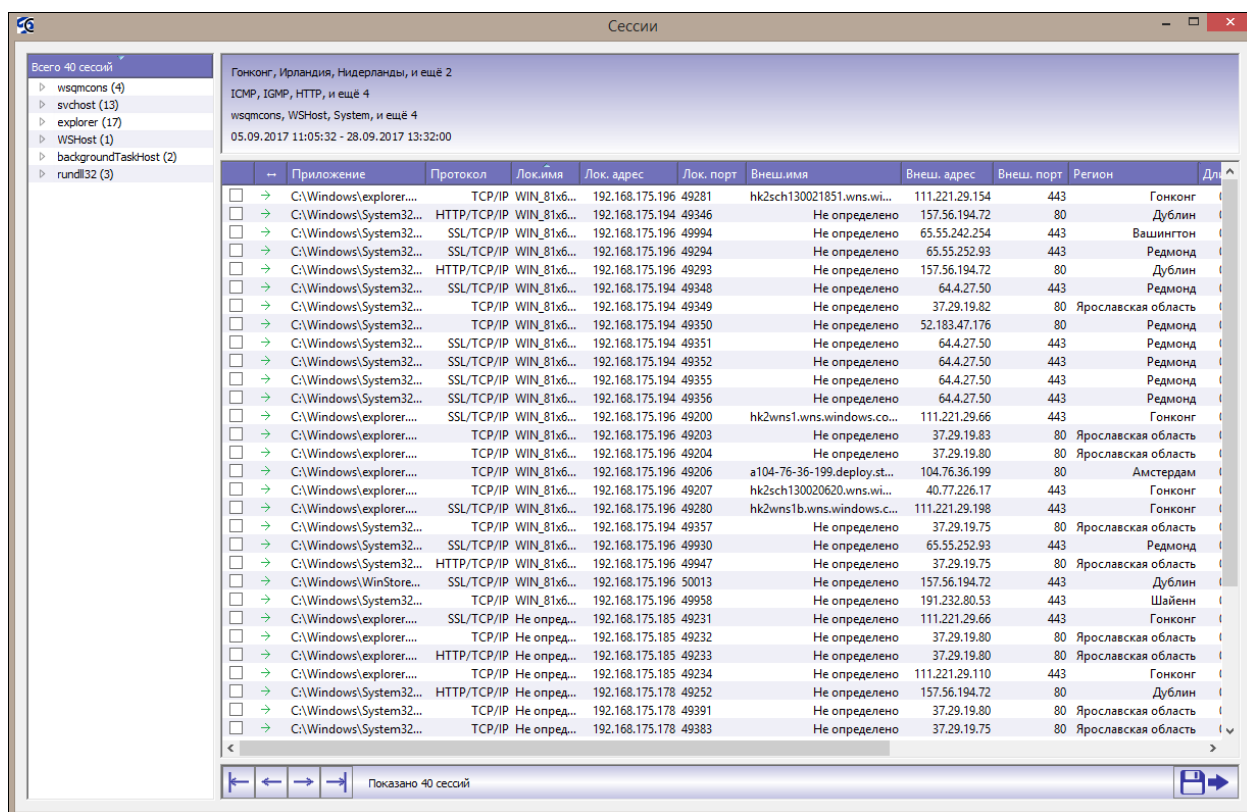 Сессии
Всего 40 сессий
wsqmcons (4)
svchost (13)
explorer (17)
WSHost (1)
backgroundTaskHost (2)
rundll32 (3)
Гонконг, Ирландия, Нидерланды, и ещё 2
ICMP, IGMP, HTTP, и ещё 4
wsqmcons, WSHost, System, и ещё 4
05.09.2017 11:05:32 - 28.09.2017 13:32:00
↔ Приложение Протокол Лок.имя Лок. адрес Лок. порт Внеш.имя Внеш. адрес Внеш. порт Регион
→ C:\Windows\explorer.... TCP/IP WIN_81x6... 192.168.175.196 49281 hk2sch130021851.wns.wi... 111.221.29.154 443 Гонконг
→ C:\Windows\System32... HTTP/TCP/IP WIN_81x6... 192.168.175.194 49346 Не определено 157.56.194.72 80 Дублин
→ C:\Windows\System32... SSL/TCP/IP WIN_81x6... 192.168.175.196 49994 Не определено 65.55.242.254 443 Вашингтон
→ C:\Windows\System32... SSL/TCP/IP WIN_81x6... 192.168.175.196 49294 Не определено 65.55.252.93 443 Редмонд
→ C:\Windows\System32... HTTP/TCP/IP WIN_81x6... 192.168.175.196 49293 Не определено 157.56.194.72 80 Дублин
→ C:\Windows\System32... SSL/TCP/IP WIN_81x6... 192.168.175.194 49348 Не определено 64.4.27.50 443 Редмонд
→ C:\Windows\System32... TCP/IP WIN_81x6... 192.168.175.194 49349 Не определено 37.29.19.82 80 Ярославская область
→ C:\Windows\System32... TCP/IP WIN_81x6... 192.168.175.194 49350 Не определено 52.183.47.176 80 Редмонд
→ C:\Windows\System32... SSL/TCP/IP WIN_81x6... 192.168.175.194 49351 Не определено 64.4.27.50 443 Редмонд
→ C:\Windows\System32... SSL/TCP/IP WIN_81x6... 192.168.175.194 49352 Не определено 64.4.27.50 443 Редмонд
→ C:\Windows\System32... SSL/TCP/IP WIN_81x6... 192.168.175.194 49355 Не определено 64.4.27.50 443 Редмонд
→ C:\Windows\System32... SSL/TCP/IP WIN_81x6... 192.168.175.194 49356 Не определено 64.4.27.50 443 Редмонд
→ C:\Windows\explorer.... SSL/TCP/IP WIN_81x6... 192.168.175.196 49200 hk2wns1.wns.windows.co... 111.221.29.66 443 Гонконг
→ C:\Windows\explorer.... TCP/IP WIN_81x6... 192.168.175.196 49203 Не определено 37.29.19.83 80 Ярославская область
→ C:\Windows\explorer.... TCP/IP WIN_81x6... 192.168.175.196 49204 Не определено 37.29.19.80 80 Ярославская область
→ C:\Windows\explorer.... TCP/IP WIN_81x6... 192.168.175.196 49206 a104-76-36-199.deploy.st... 104.76.36.199 80 Амстердам
→ C:\Windows\explorer.... TCP/IP WIN_81x6... 192.168.175.196 49207 hk2sch130020620.wns.wi... 40.77.226.17 443 Гонконг
→ C:\Windows\explorer.... SSL/TCP/IP WIN_81x6... 192.168.175.196 49280 hk2wns1b.wns.windows.c... 111.221.29.198 443 Гонконг
→ C:\Windows\System32... TCP/IP WIN_81x6... 192.168.175.194 49357 Не определено 37.29.19.75 80 Ярославская область
→ C:\Windows\System32... SSL/TCP/IP WIN_81x6... 192.168.175.196 49930 Не определено 65.55.252.93 443 Редмонд
→ C:\Windows\System32... HTTP/TCP/IP WIN_81x6... 192.168.175.196 49947 Не определено 37.29.19.75 80 Ярославская область
→ C:\Windows\WinStore... SSL/TCP/IP WIN_81x6... 192.168.175.196 50013 Не определено 157.56.194.72 443 Дублин
→ C:\Windows\System32... TCP/IP WIN_81x6... 192.168.175.196 49958 Не определено 191.232.80.53 443 Шайенн
→ C:\Windows\explorer.... SSL/TCP/IP Не опред... 192.168.175.185 49231 Не определено 111.221.29.66 443 Гонконг
→ C:\Windows\explorer.... TCP/IP Не опред... 192.168.175.185 49232 Не определено 37.29.19.80 80 Ярославская область
→ C:\Windows\explorer.... HTTP/TCP/IP Не опред... 192.168.175.185 49233 Не определено 37.29.19.80 80 Ярославская область
→ C:\Windows\explorer.... TCP/IP Не опред... 192.168.175.185 49234 Не определено 111.221.29.110 443 Гонконг
→ C:\Windows\System32... HTTP/TCP/IP Не опред... 192.168.175.178 49252 Не определено 157.56.194.72 80 Дублин
→ C:\Windows\System32... TCP/IP Не опред... 192.168.175.178 49391 Не определено 37.29.19.80 80 Ярославская область
→ C:\Windows\System32... TCP/IP Не опред... 192.168.175.178 49383 Не определено 37.29.19.75 80 Ярославская область
Показано 40 сессий